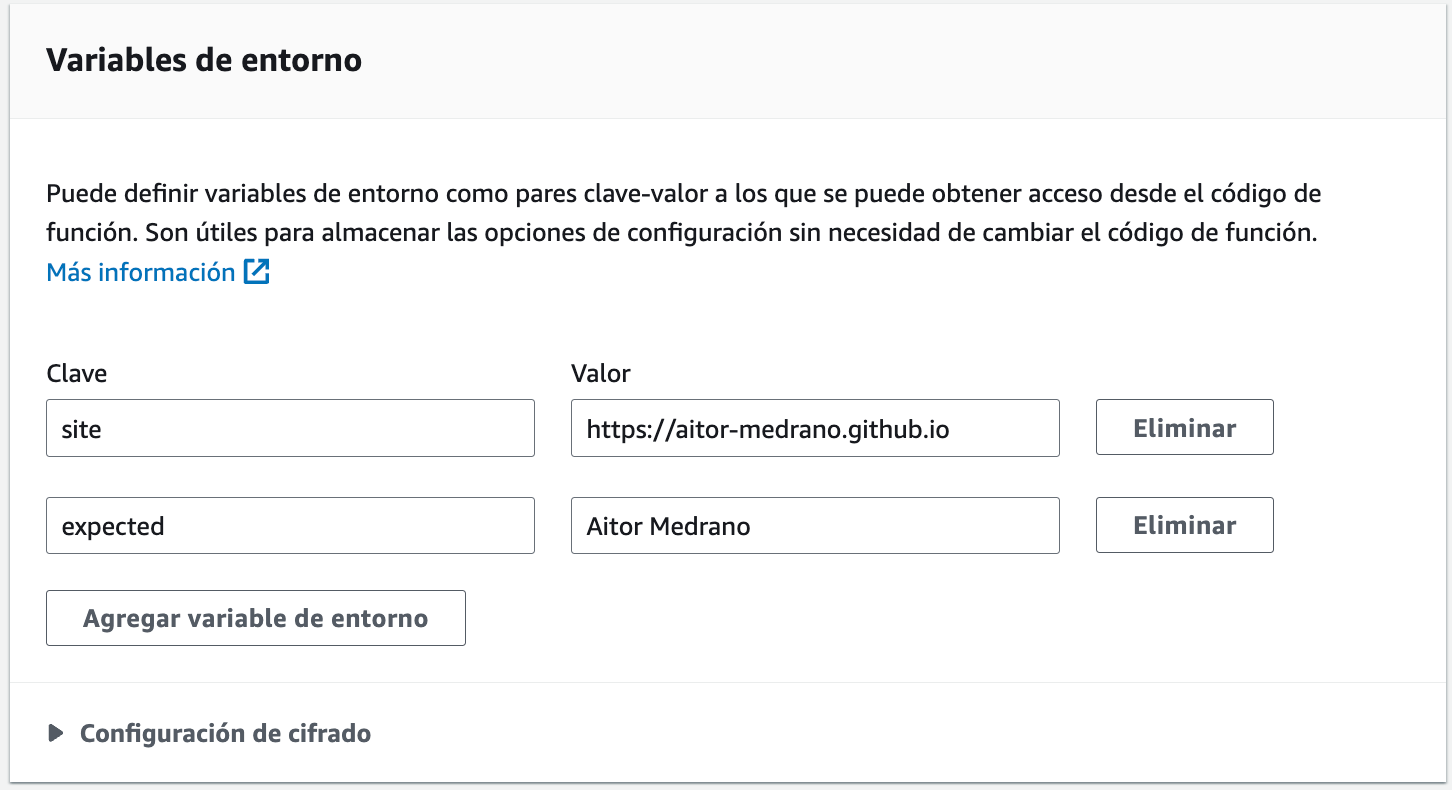 Variables de entorno
Puede definir variables de entorno como pares clave-valor a los que se puede obtener acceso desde el código de
función. Son útiles para almacenar las opciones de configuración sin necesidad de cambiar el código de función.
Más información
Clave Valor
site https://aitor-medrano.github.io Eliminar
expected Aitor Medrano Eliminar
Agregar variable de entorno
Configuración de cifrado